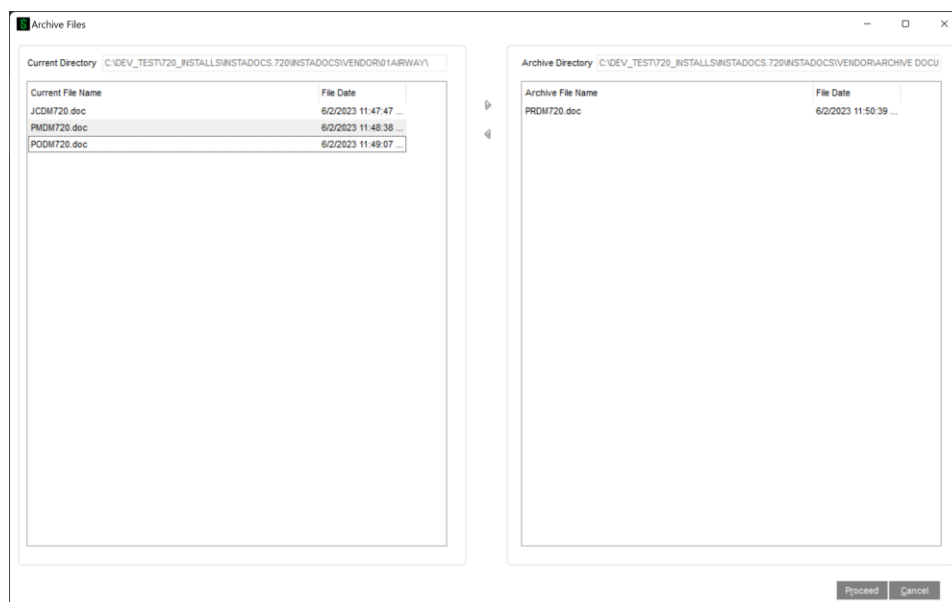 S Archive Files
Current Directory C:\DEV_TEST\720_INSTALLS\INSTADOCS.720\INSTADOCS\VENDOR\01AIRWAY\
Current File Name File Date
JCDM720.doc 6/2/2023 11:47:47 ...
PMDM720.doc 6/2/2023 11:48:38 ...
PODM720.doc 6/2/2023 11:49:07 ...
Archive Directory C:\DEV_TEST\720_INSTALLS\INSTADOCS.720\INSTADOCS\VENDOR\ARCHIVE DOCU
Archive File Name File Date
PRDM720.doc 6/2/2023 11:50:39 ...
Proceed Cancel